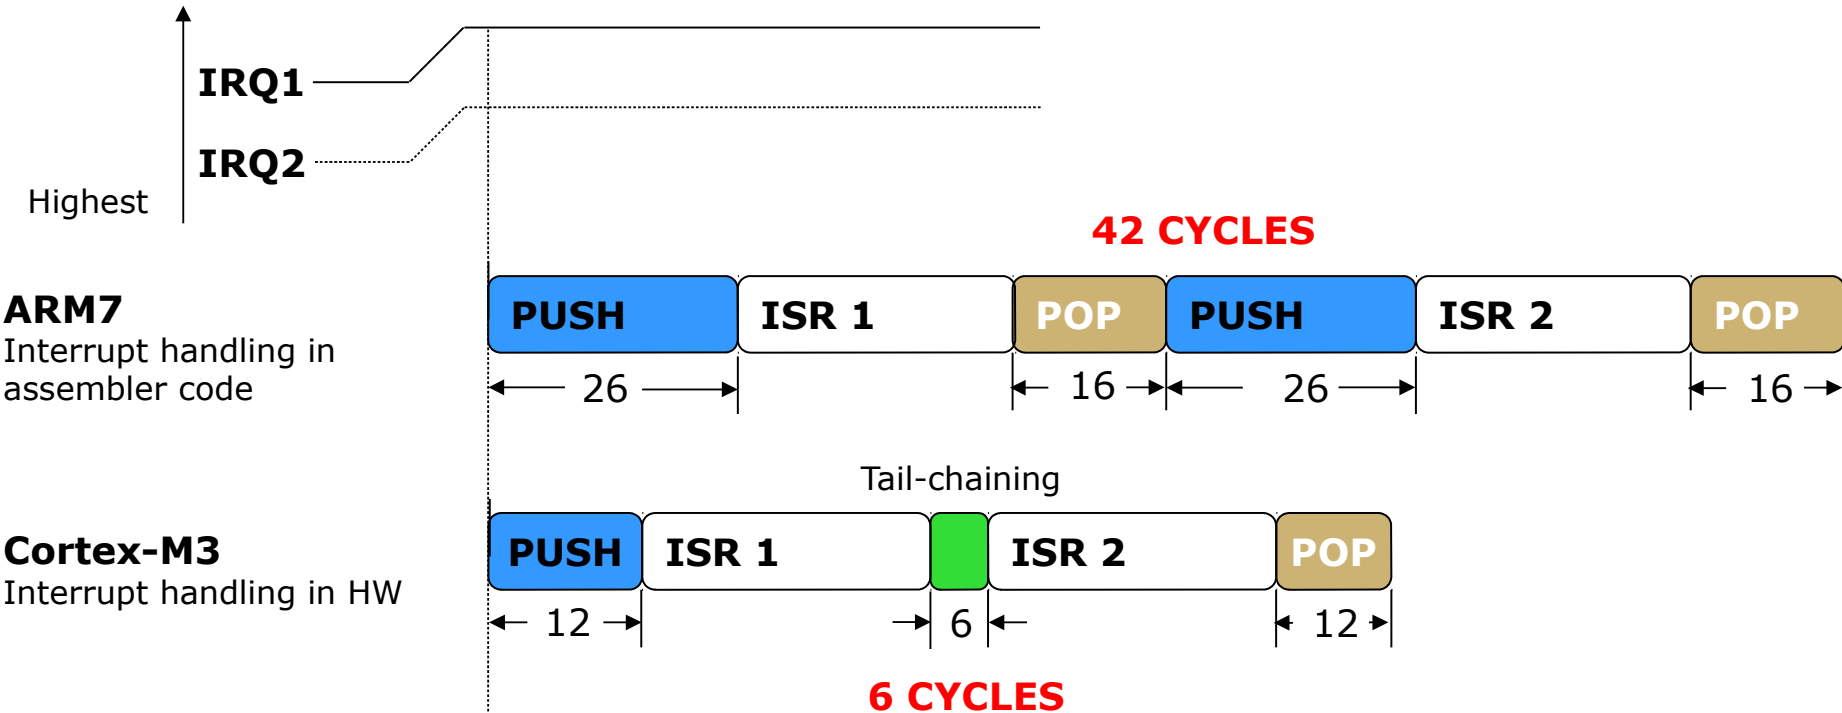 IRQ1
IRQ2
Highest
42 CYCLES
ARM7
Interrupt handling in
assembler code
PUSH ISR 1 POP PUSH ISR 2 POP
26 16 26 16
Tail-chaining
Cortex-M3
Interrupt handling in HW
PUSH ISR 1 ISR 2 POP
12 6 12
6 CYCLES